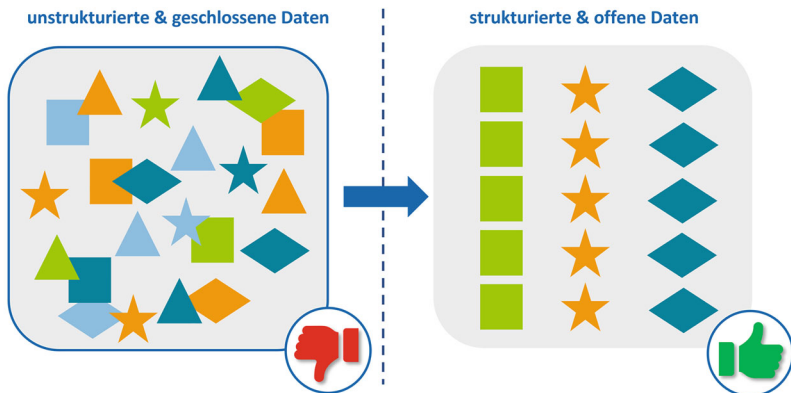 unstrukturierte & geschlossene Daten
strukturierte & offene Daten